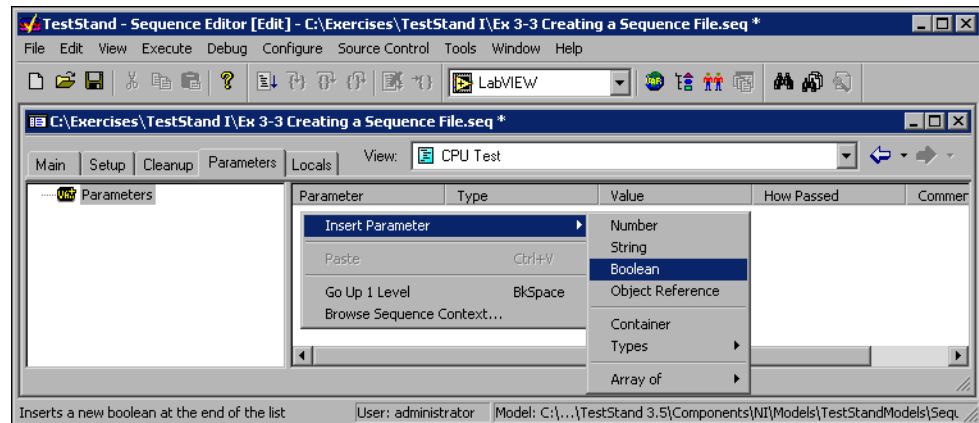 TestStand - Sequence Editor [Edit] - C:\Exercises\TestStand I\Ex 3-3 Creating a Sequence File.seq *
File Edit View Execute Debug Configure Source Control Tools Window Help
LabVIEW
C:\Exercises\TestStand I\Ex 3-3 Creating a Sequence File.seq *
Main Setup Cleanup Parameters Locals View: CPU Test
Parameters Parameter Type Value How Passed Commer
Insert Parameter Number
String
Paste Ctrl+V Boolean
Go Up 1 Level BkSpace Object Reference
Browse Sequence Context... Container
Types
Array of
Inserts a new boolean at the end of the list User: administrator Model: C:\...\TestStand 3.5\Components\NI\Models\TestStandModels\Sequ